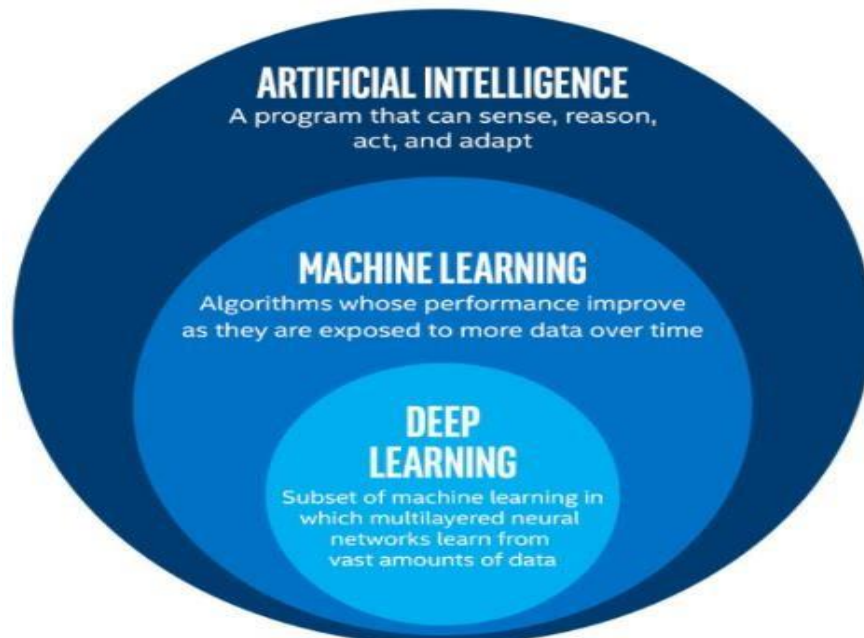 ARTIFICIAL INTELLIGENCE
A program that can sense, reason,
act, and adapt
MACHINE LEARNING
Algorithms whose performance improve
as they are exposed to more data over time
DEEP
LEARNING
Subset of machine learning in
which multilayered neural
networks learn from
vast amounts of data